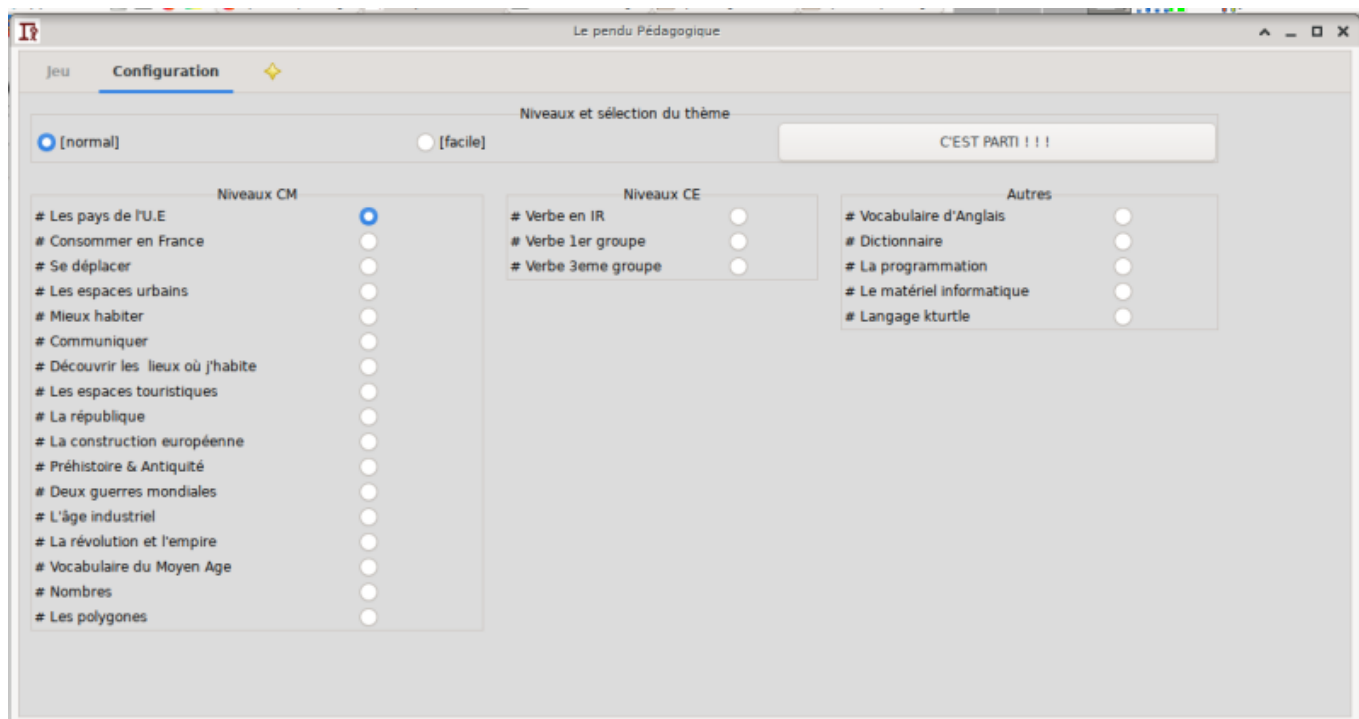 Le pendu Pédagogique
Jeu Configuration
Niveaux et sélection du thème
[normal] [facile] C'EST PARTI ! ! !
Niveaux CM
# Les pays de l'U.E
# Consommer en France
# Se déplacer
# Les espaces urbains
# Mieux habiter
# Communiquer
# Découvrir les  lieux où j'habite
# Les espaces touristiques
# La république
# La construction européenne
# Préhistoire & Antiquité
# Deux guerres mondiales
# L'âge industriel
# La révolution et l'empire
# Vocabulaire du Moyen Age
# Nombres
# Les polygones
Niveaux CE
# Verbe en IR
# Verbe 1er groupe
# Verbe 3eme groupe
Autres
# Vocabulaire d'Anglais
# Dictionnaire
# La programmation
# Le matériel informatique
# Langage kturtle